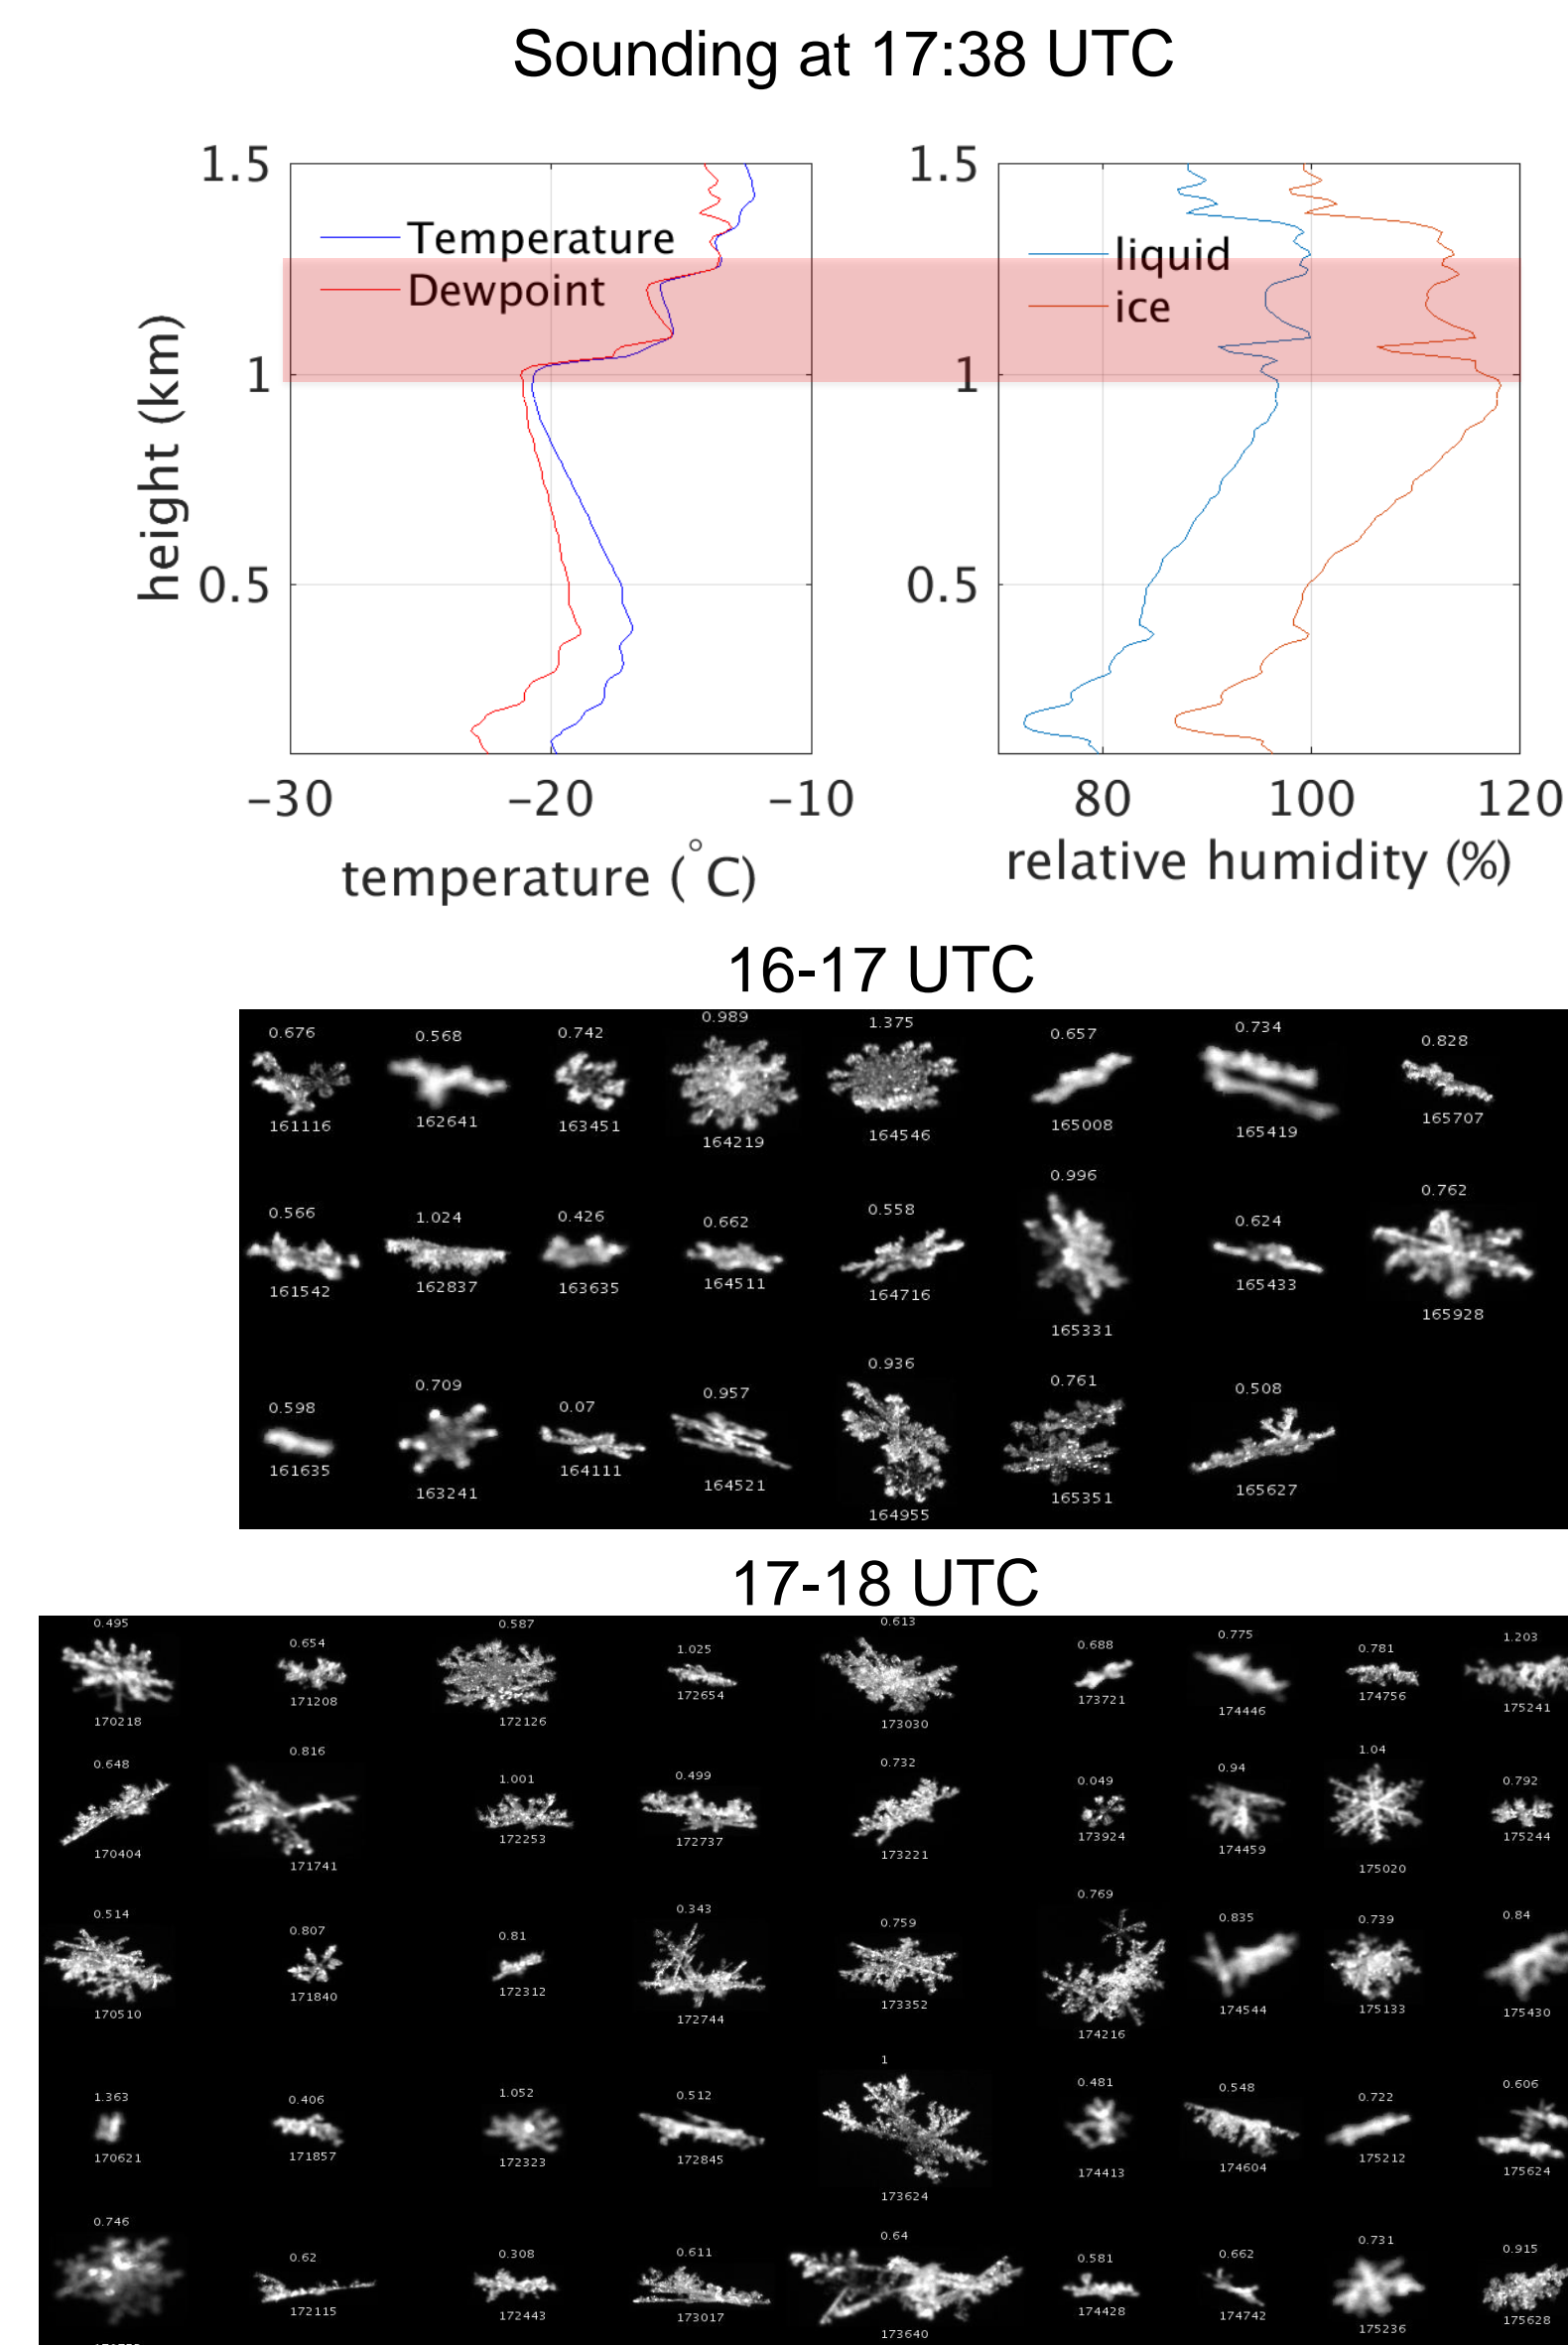 Sounding at 17:38 UTC
1.5
1
0.5
height (km)
Temperature
Dewpoint
−30
−20
−10
temperature (°C)
1.5
1
0.5
liquid
ice
80
100
120
relative humidity (%)
16-17 UTC
0.676 0.568 0.742 0.989 1.375 0.657 0.734 0.828
161116 162641 163451 164219 164546 165008 165419 165707
0.566 1.024 0.426 0.662 0.558 0.996 0.624 0.762
161542 162837 163635 164511 164716 165331 165433 165928
0.598 0.709 0.07 0.957 0.936 0.761 0.508
161635 163241 164111 164521 164955 165351 165627
17-18 UTC
0.495 0.654 0.587 1.025 0.613 0.688 0.775 0.781 1.203
170218 171208 172126 172654 173030 173721 174446 174756 175241
0.648 0.816 1.001 0.499 0.732 0.049 0.94 1.04 0.792
170404 171741 172253 172737 173221 173924 174459 175020 175244
0.514 0.807 0.81 0.343 0.759 0.769 0.835 0.739 0.84
170510 171840 172312 172744 173352 174216 174544 175133 175430
1.363 0.406 1.052 0.512 1 0.481 0.548 0.722 0.606
170621 171857 172323 172845 173624 174413 174604 175212 175624
0.746 0.62 0.308 0.611 0.64 0.581 0.662 0.731 0.915
172115 172443 173017 173640 174428 174742 175236 175628